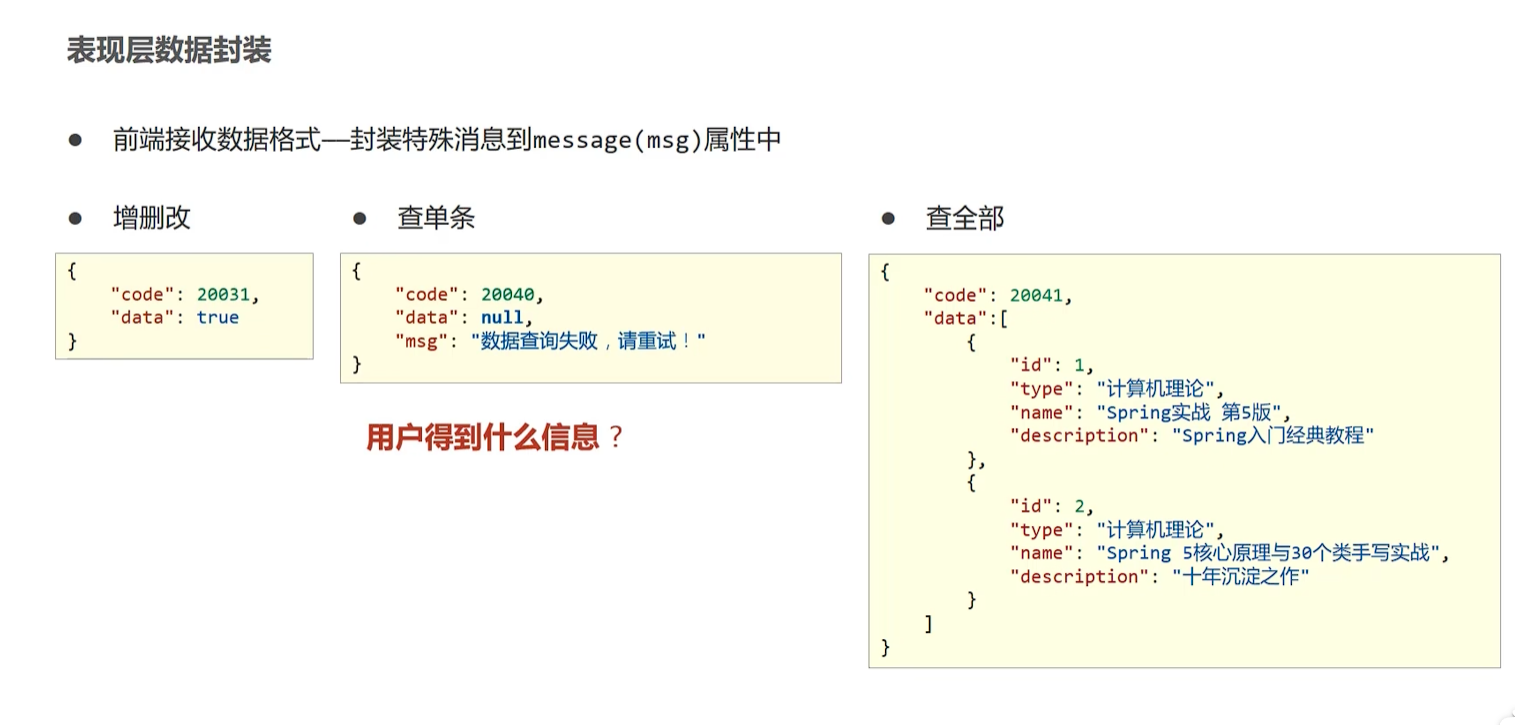 表现层数据封装
● 前端接收数据格式—封装特殊消息到message(msg)属性中
● 增删改
{
"code": 20031,
"data": true
}
● 查单条
{
"code": 20040,
"data": null,
"msg": "数据查询失败，请重试！"
}
用户得到什么信息？
● 查全部
{
"code": 20041,
"data":[
{
"id": 1,
"type": "计算机理论",
"name": "Spring实战 第5版",
"description": "Spring入门经典教程"
},
{
"id": 2,
"type": "计算机理论",
"name": "Spring 5核心原理与30个类手写实战",
"description": "十年沉淀之作"
}
]
}